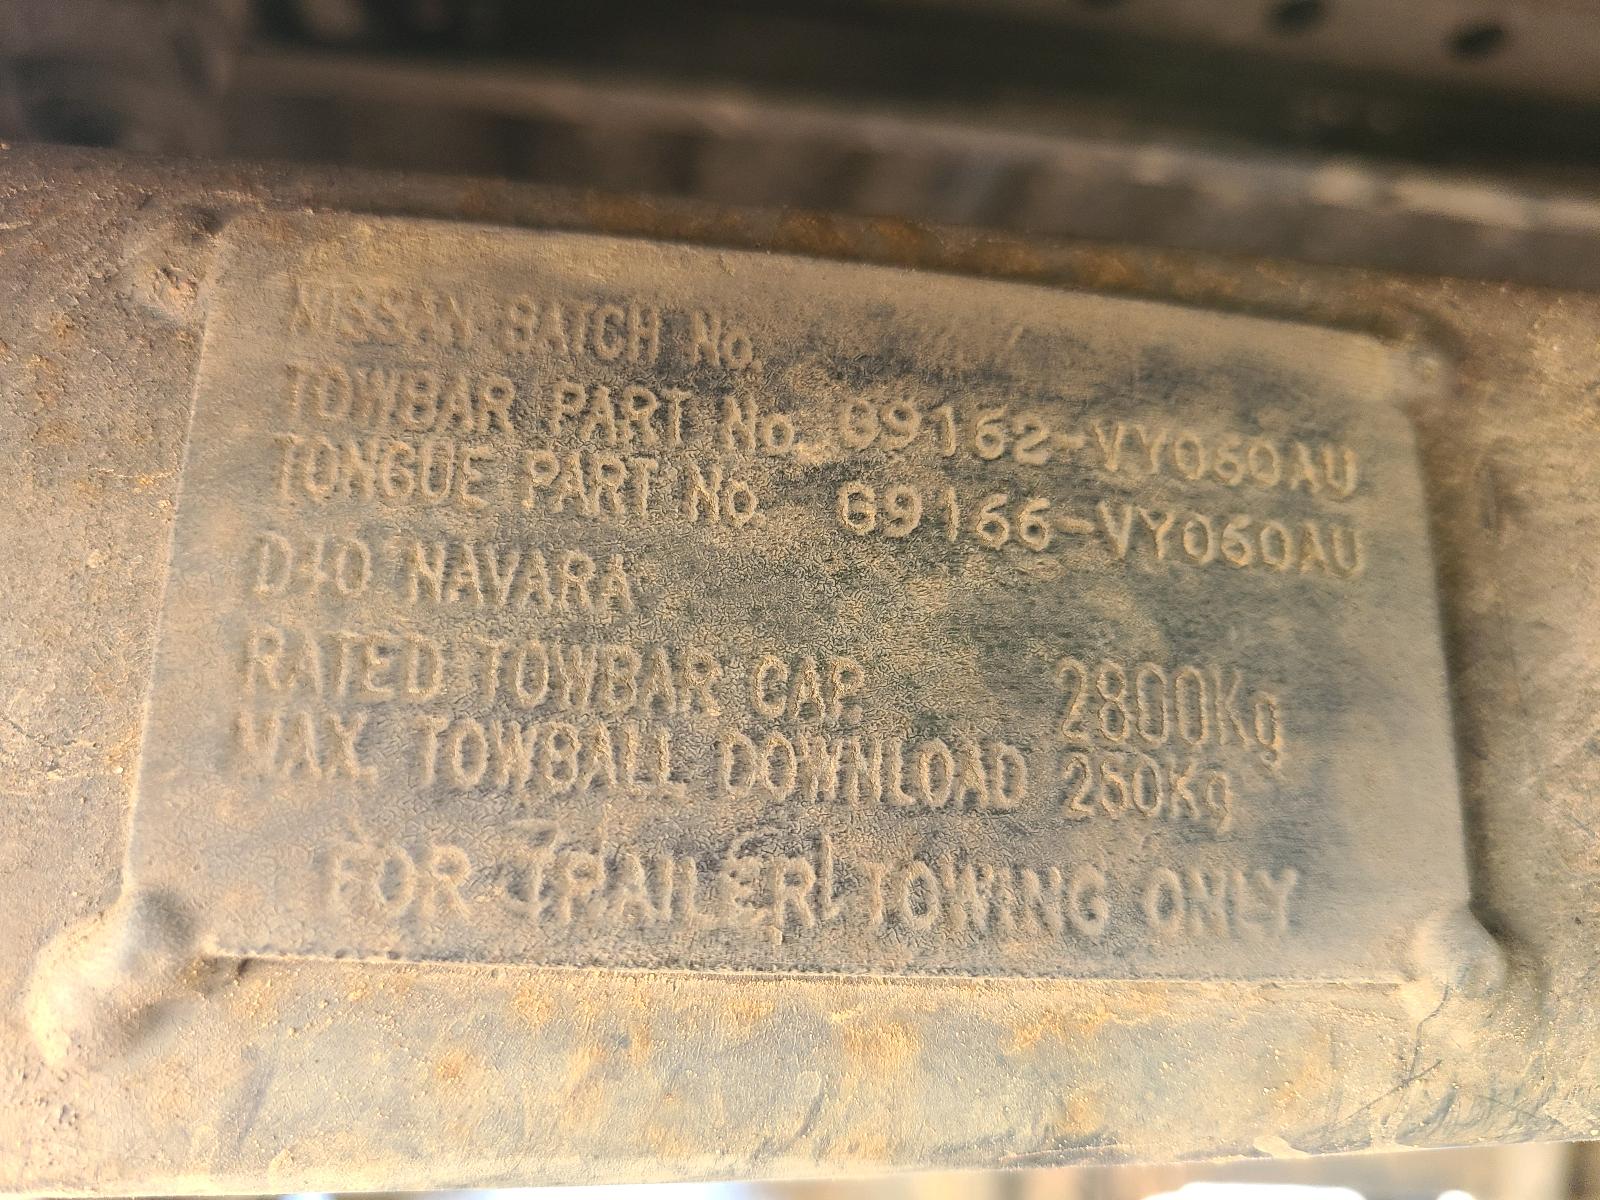 NISSAN BATCH No.
TOWBAR PART No. G9162-VY060AU
TONGUE PART No. G9166-VY060AU
D40 NAVARA
RATED TOWBAR CAP. 2800Kg
MAX. TOWBALL DOWNLOAD 250Kg
FOR TRAILER TOWING ONLY